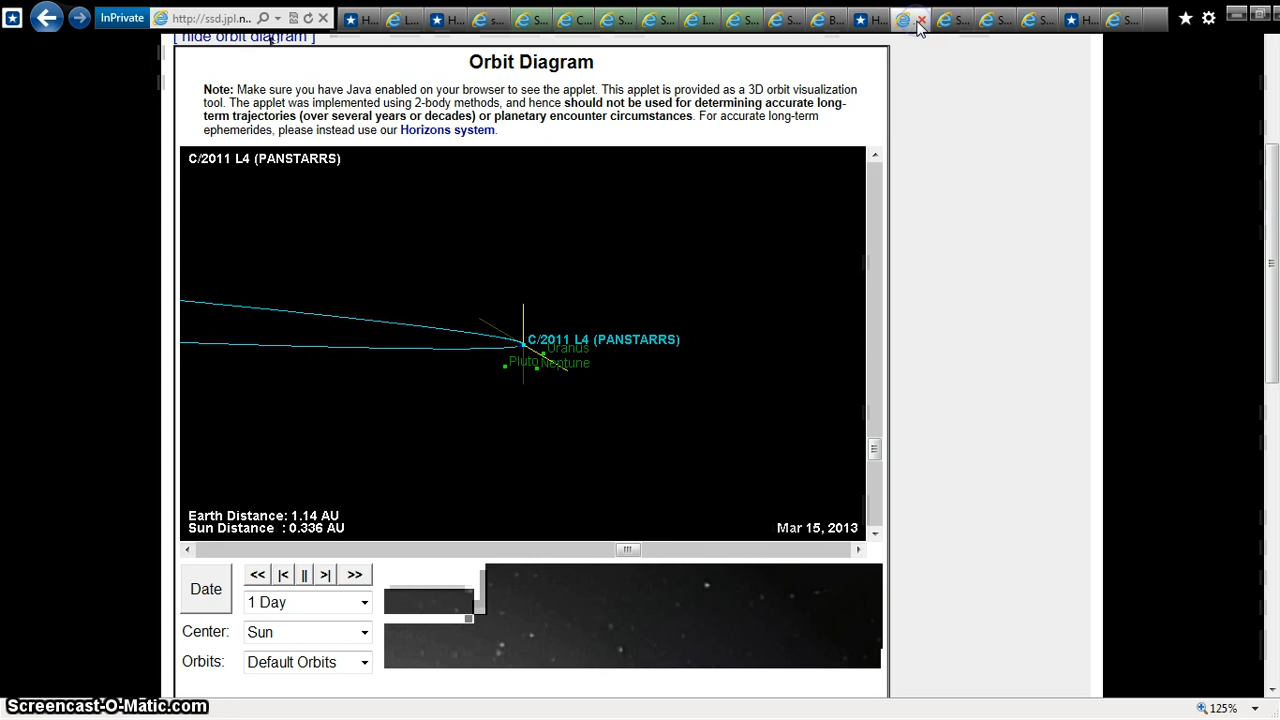 InPrivate
http://ssd.jpl.n...
H...
L...
H...
s...
S...
C...
S...
S...
I...
S...
S...
B...
H...
S...
S...
S...
H...
S...
[ hide orbit diagram ]
Orbit Diagram
Note: Make sure you have Java enabled on your browser to see the applet. This applet is provided as a 3D orbit visualization
tool. The applet was implemented using 2-body methods, and hence should not be used for determining accurate long-
term trajectories (over several years or decades) or planetary encounter circumstances. For accurate long-term
ephemerides, please instead use our Horizons system.
C/2011 L4 (PANSTARRS)
C/2011 L4 (PANSTARRS)
Uranus
Pluto
Neptune
Earth Distance: 1.14 AU
Sun Distance : 0.336 AU
Mar 15, 2013
Date
<<
|<
||
>|
>>
1 Day
Center:
Sun
Orbits:
Default Orbits
Screencast-O-Matic.com
125%